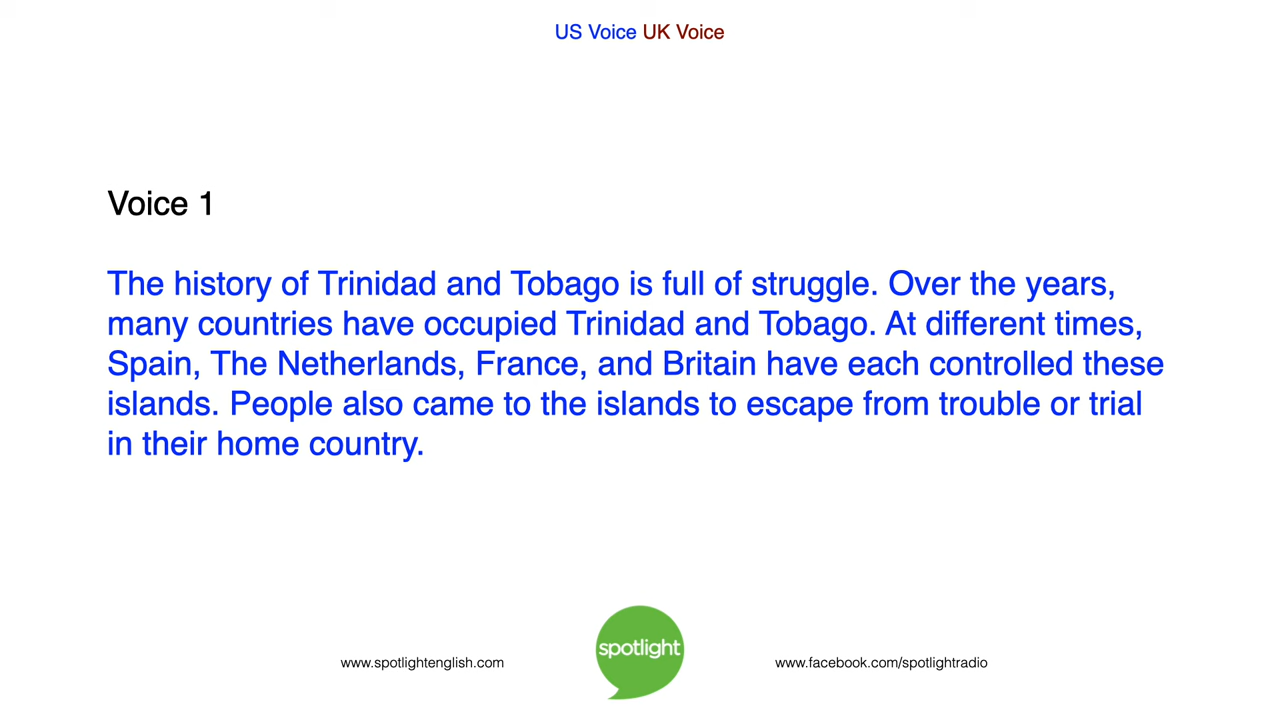 US Voice UK Voice
Voice 1
The history of Trinidad and Tobago is full of struggle. Over the years,
many countries have occupied Trinidad and Tobago. At different times,
Spain, The Netherlands, France, and Britain have each controlled these
islands. People also came to the islands to escape from trouble or trial
in their home country.
www.spotlightenglish.com
spotlight
www.facebook.com/spotlightradio